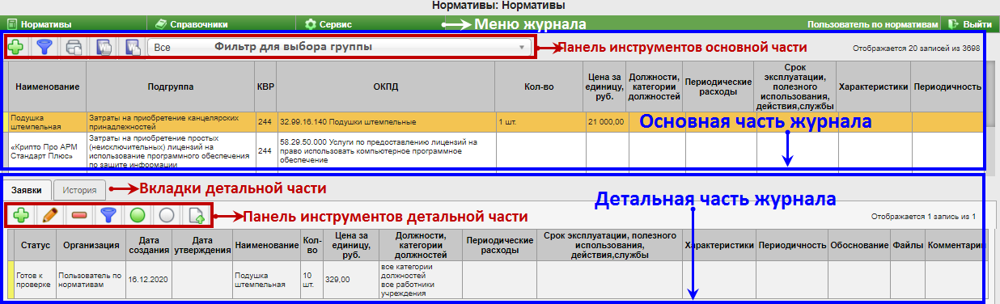 Нормативы: Нормативы
Нормативы Справочники Сервис Меню журнала Пользователь по нормативам Выйти
Все Фильтр для выбора группы Панель инструментов основной части Отображается 20 записей из 3698
Наименование Подгруппа КВР ОКПД Кол-во Цена за единицу, руб. Должности, категории должностей Периодические расходы Срок эксплуатации, полезного использования, действия,службы Характеристики Периодичность
Подушка штемпельная Затраты на приобретение канцелярских принадлежностей 244 32.99.16.140 Подушки штемпельные 1 шт. 21 000,00
Основная часть журнала
«Крипто Про АРМ Стандарт Плюс» Затраты на приобретение простых (неисключительных) лицензий на использование программного обеспечения по защите информации 244 58.29.50.000 Услуги по предоставлению лицензий на право использовать компьютерное программное обеспечение
Заявки История Вкладки детальной части
Детальная часть журнала
Панель инструментов детальной части Отображается 1 запись из 1
Статус Организация Дата создания Дата утверждения Наименование Кол-во Цена за единицу, руб. Должности, категории должностей Периодические расходы Срок эксплуатации, полезного использования, действия,службы Характеристики Периодичность Обоснование Файлы Комментарии
Готов к проверке Пользователь по нормативам 16.12.2020 Подушка штемпельная 10 шт. 329,00 все категории должностей все работники учреждения